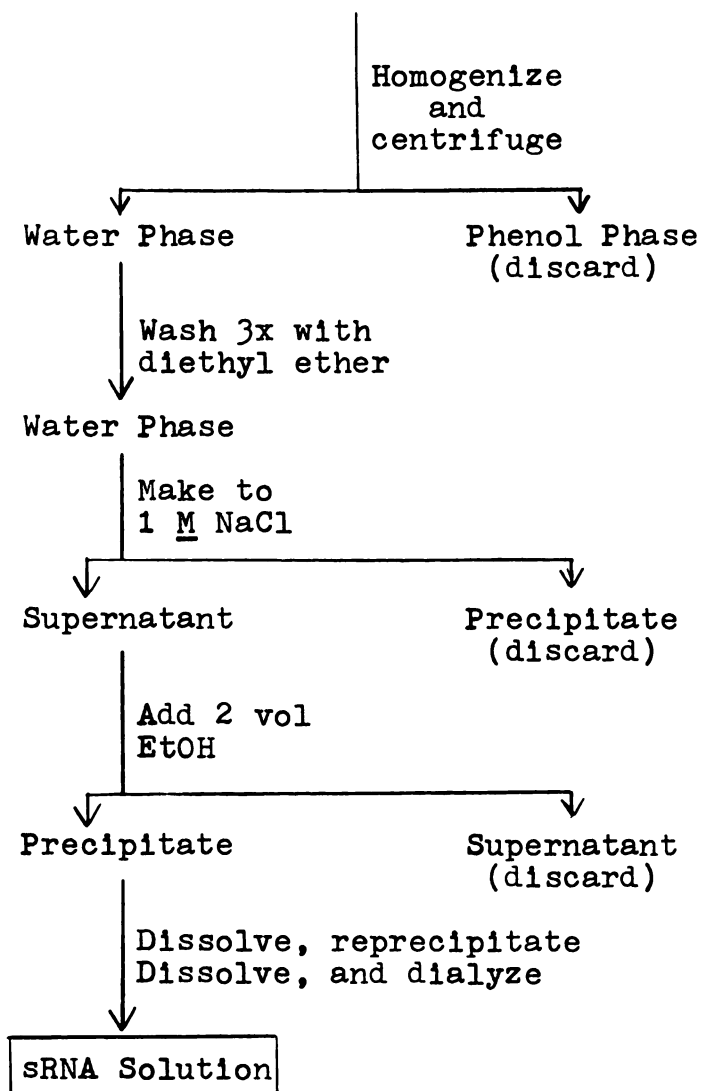 Homogenize
and
centrifuge
Water Phase
Phenol Phase
(discard)
Wash 3x with
diethyl ether
Water Phase
Make to
1 M NaCl
Supernatant
Precipitate
(discard)
Add 2 vol
EtOH
Precipitate
Supernatant
(discard)
Dissolve, reprecipitate
Dissolve, and dialyze
sRNA Solution